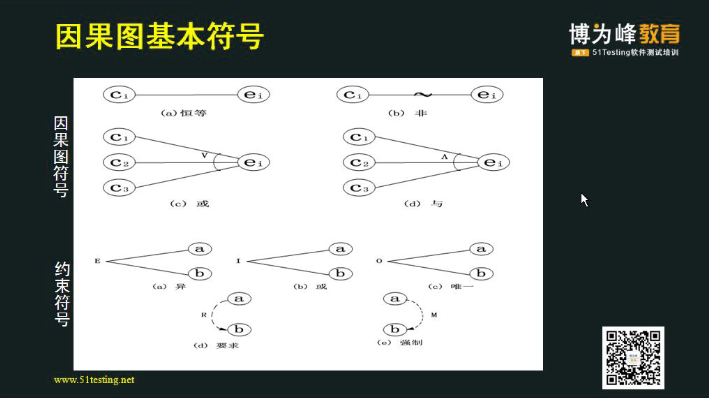 因果图基本符号
博为峰教育
旗下 51Testing软件测试培训
因果图符号
ci ei
(a)恒等
c1 ~ ei
(b) 非
c1
c2 V ei
c3
(c) 或
c1
c2 Λ ei
c3
(d) 与
约束符号
E a b
(a) 异
I a b
(b) 或
O a b
(c) 唯一
a
R
b
(d) 要求
a
M
b
(e) 强制
www.51testing.net